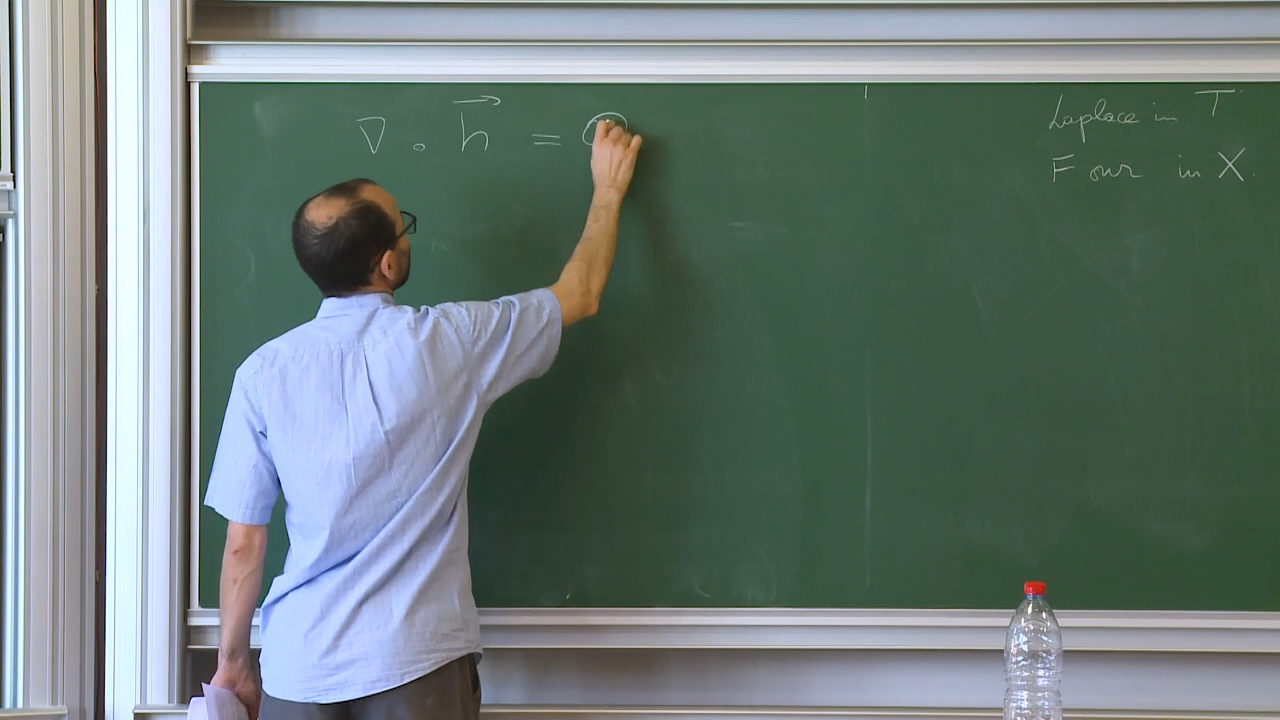 ∇ · h⃗ = 0
Laplace in T
Four in X.